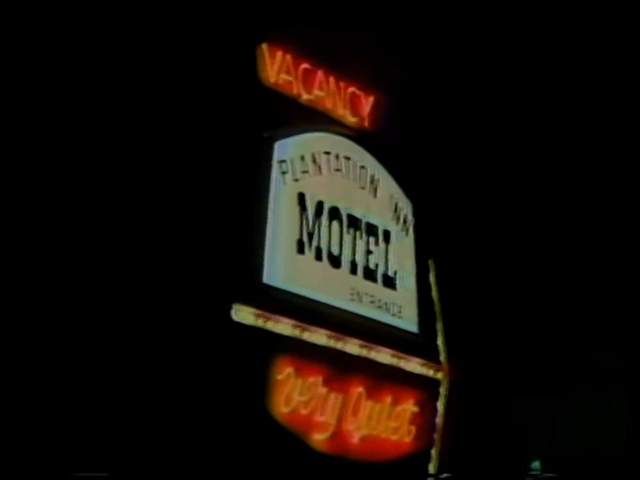 VACANCY
PLANTATION INN
MOTEL
ENTRANCE
Very Quiet